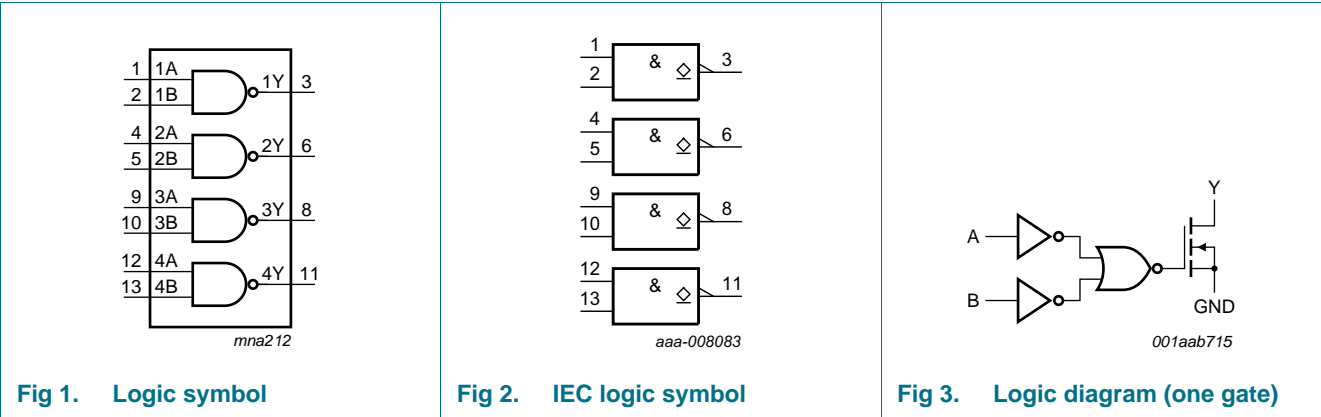 1 1A
2 1B
1Y 3
4 2A
5 2B
2Y 6
9 3A
10 3B
3Y 8
12 4A
13 4B
4Y 11
mna212
Fig 1. Logic symbol
1
2
&
3
4
5
&
6
9
10
&
8
12
13
&
11
aaa-008083
Fig 2. IEC logic symbol
A
B
Y
GND
001aab715
Fig 3. Logic diagram (one gate)